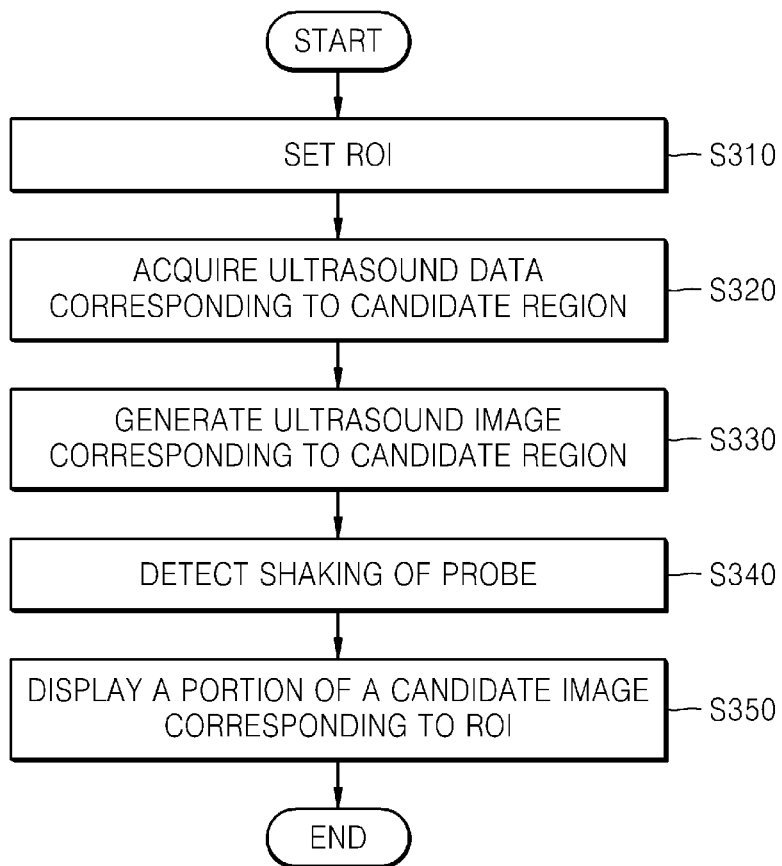 START
SET ROI
S310
ACQUIRE ULTRASOUND DATA
CORRESPONDING TO CANDIDATE REGION
S320
GENERATE ULTRASOUND IMAGE
CORRESPONDING TO CANDIDATE REGION
S330
DETECT SHAKING OF PROBE
S340
DISPLAY A PORTION OF A CANDIDATE IMAGE
CORRESPONDING TO ROI
S350
END